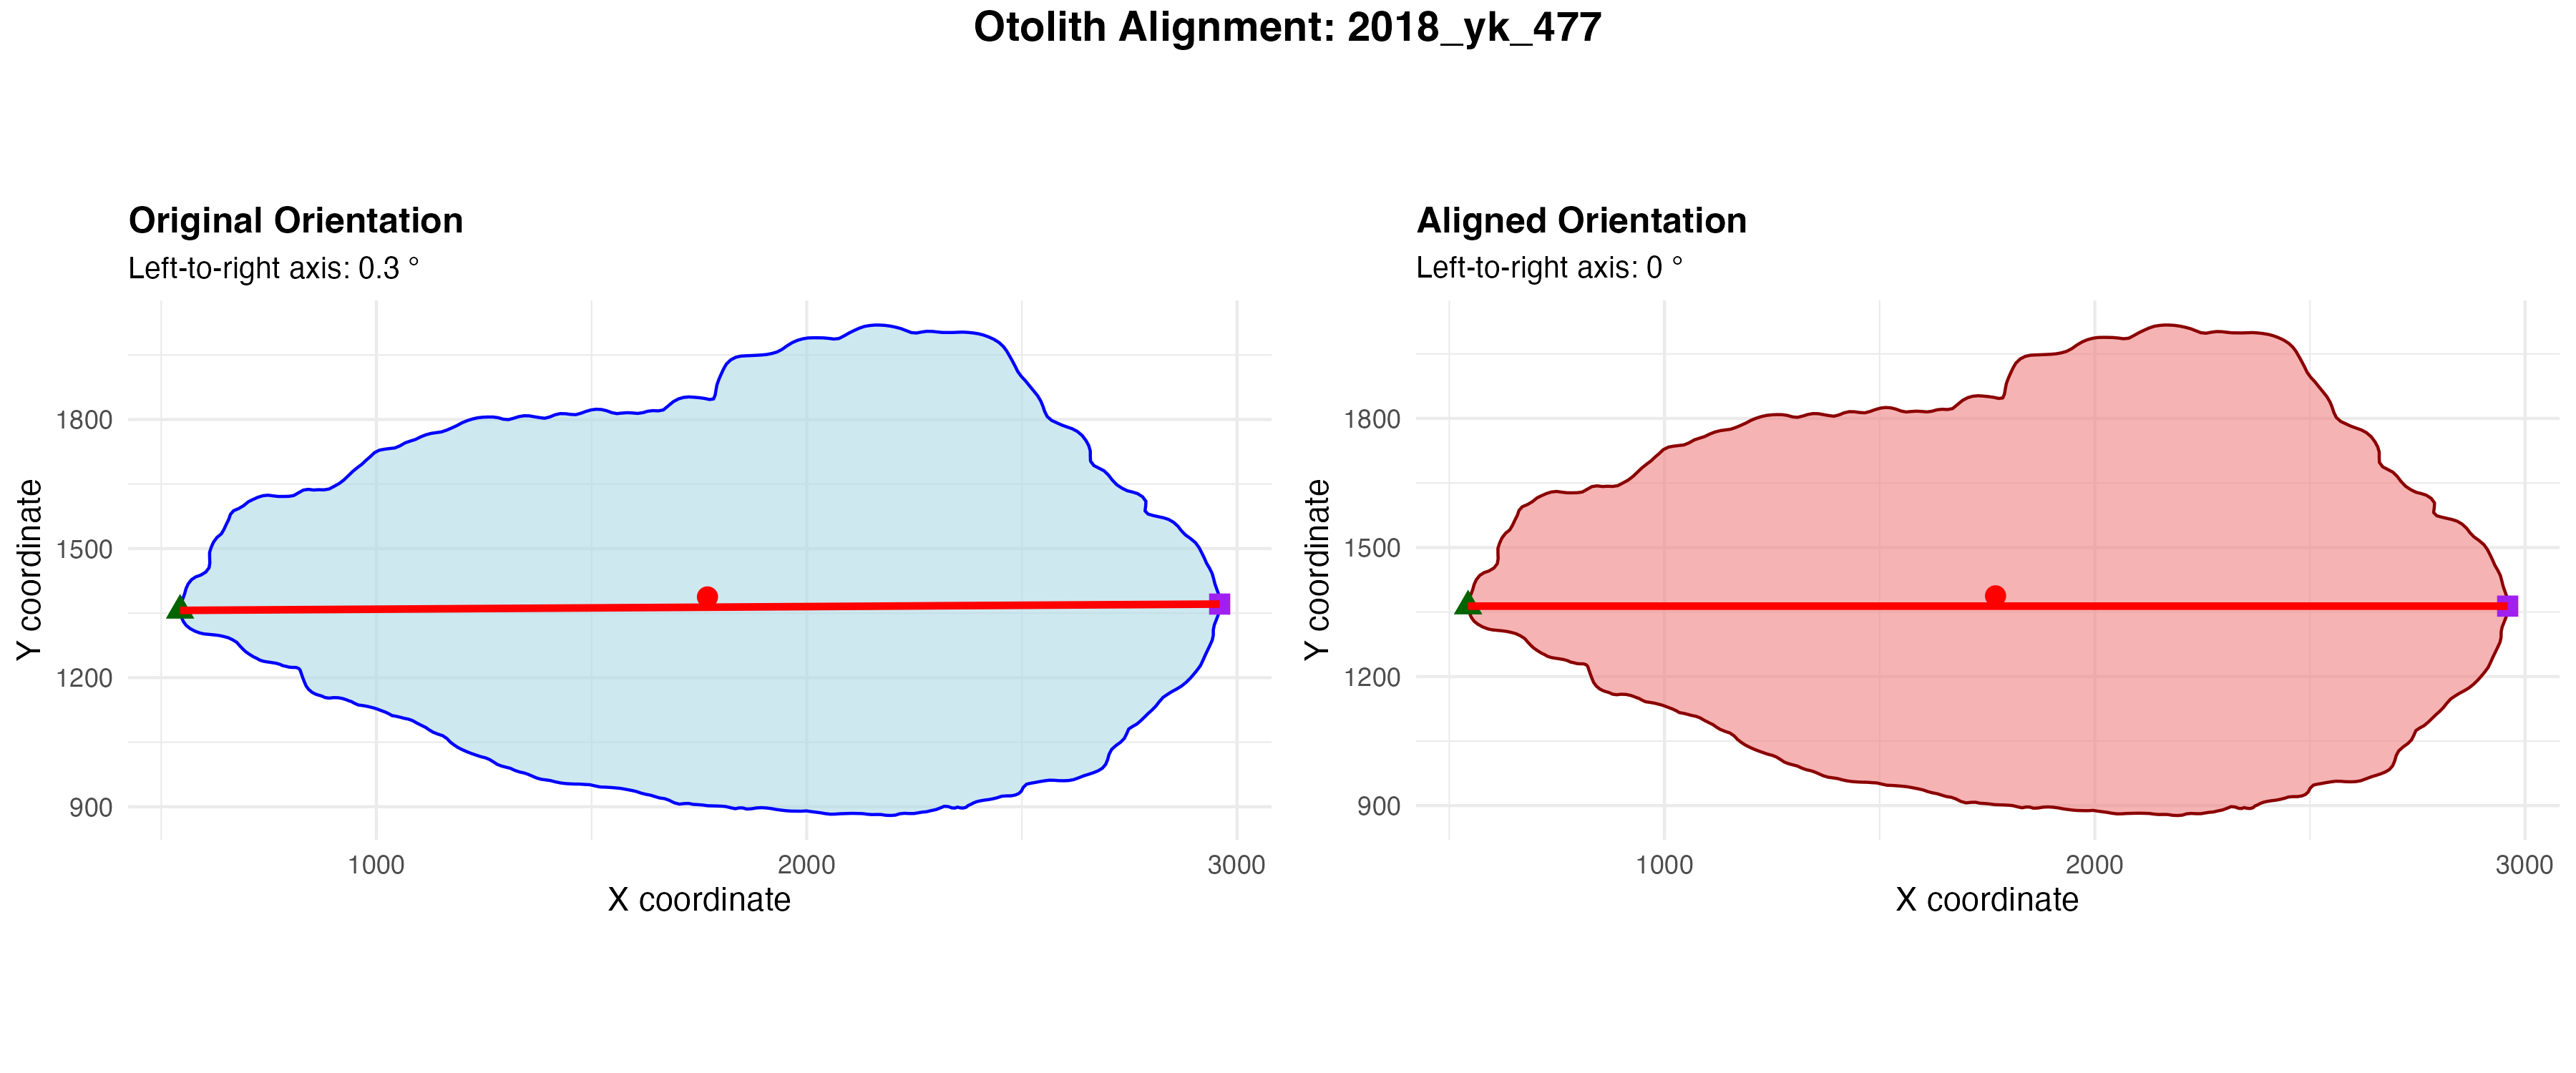 Otolith Alignment: 2018_yk_477
Original Orientation
Left-to-right axis: 0.3 °
Y coordinate
1800
1500
1200
900
1000
2000
3000
X coordinate
Aligned Orientation
Left-to-right axis: 0 °
Y coordinate
1800
1500
1200
900
1000
2000
3000
X coordinate